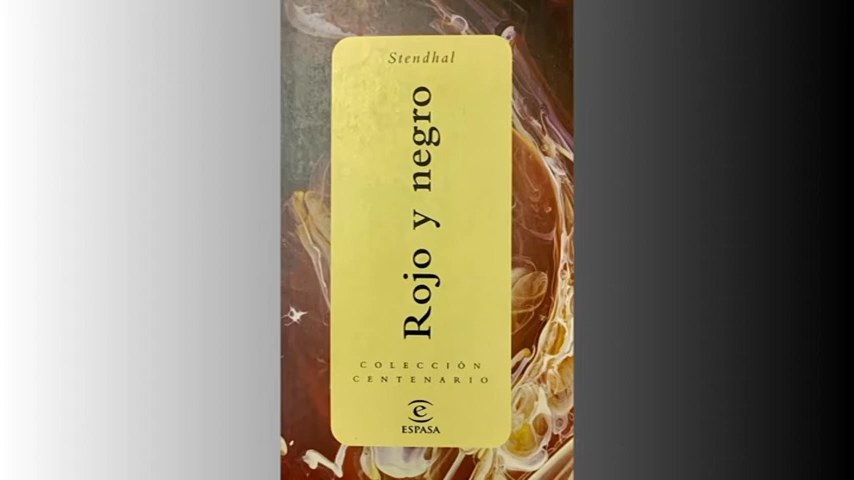 Stendhal
Rojo y negro
COLECCIÓN
CENTENARIO
e
ESPASA